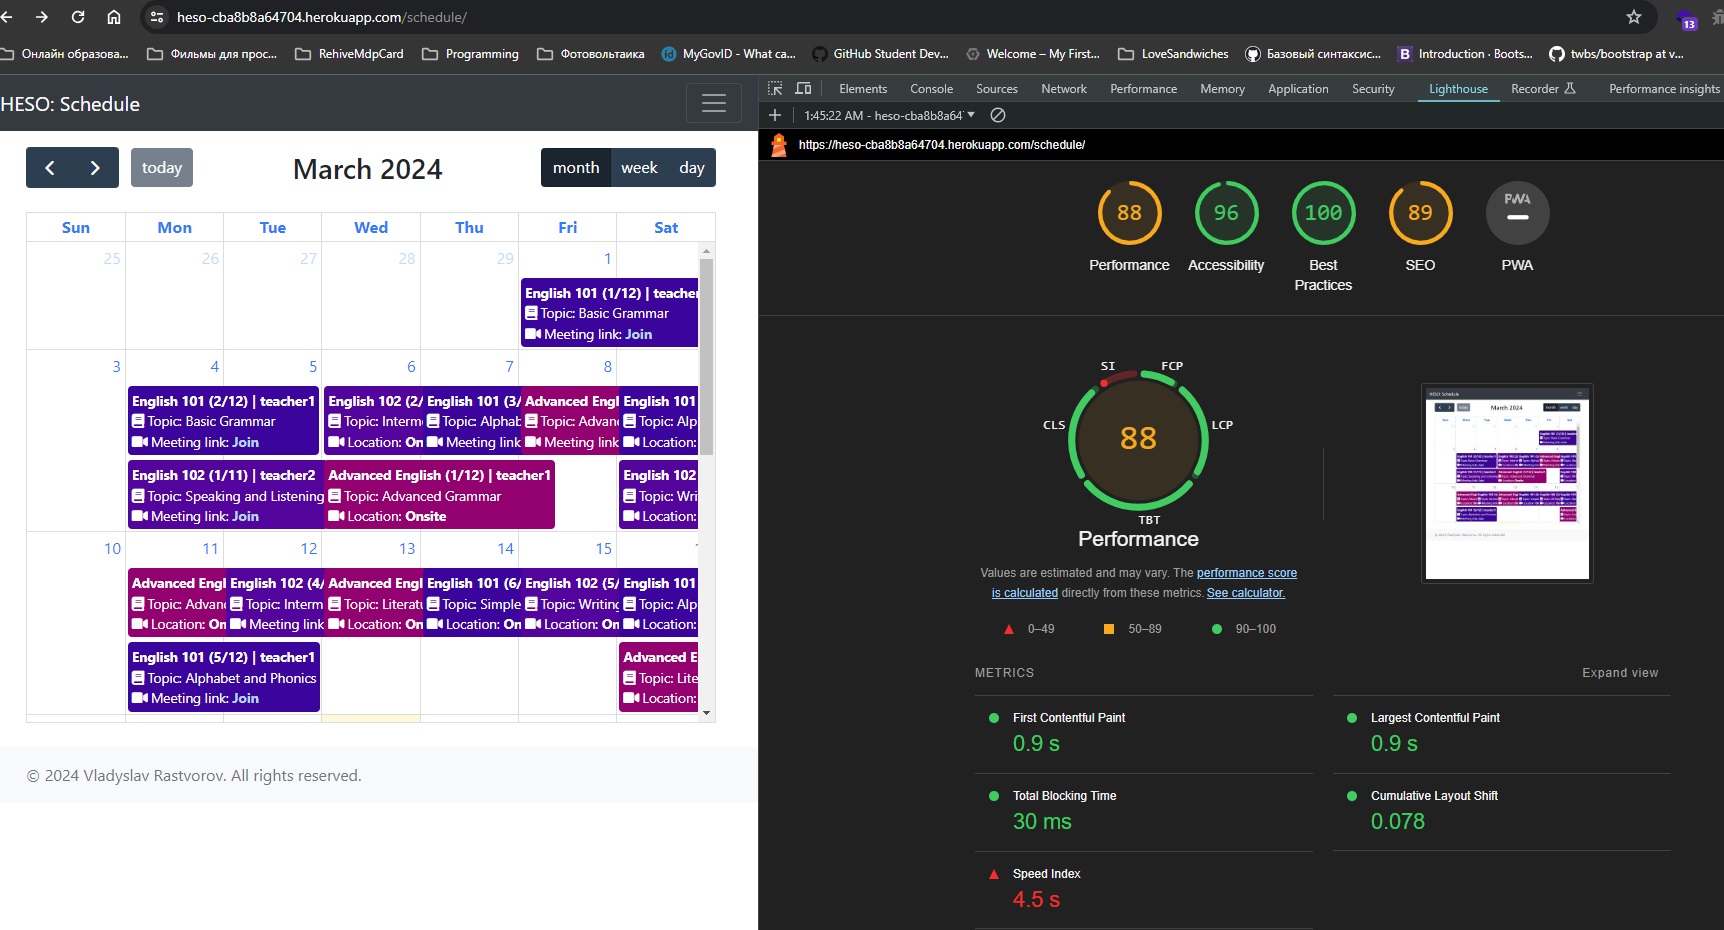 heso-cba8b8a64704.herokuapp.com/schedule/
13
Онлайн образова... Фильмы для прос... RehiveMdpCard Programming Фотовольтаика MyGovID - What ca... GitHub Student Dev... Welcome – My First... LoveSandwiches Базовый синтаксис... Introduction · Boots... twbs/bootstrap at v...
HESO: Schedule
today
March 2024
month week day
Sun Mon Tue Wed Thu Fri Sat
25 26 27 28 29 1
English 101 (1/12) | teacher
Topic: Basic Grammar
Meeting link: Join
3 4 5 6 7 8
English 101 (2/12) | teacher1 English 102 (2/ English 101 (3/ Advanced Engl English 101
Topic: Basic Grammar Topic: Interm Topic: Alphab Topic: Advan Topic: Alp
Meeting link: Join Location: On Meeting link Meeting link Location:
English 102 (1/11) | teacher2 Advanced English (1/12) | teacher1 English 102
Topic: Speaking and Listening Topic: Advanced Grammar Topic: Wri
Meeting link: Join Location: Onsite Location:
10 11 12 13 14 15
Advanced Engl English 102 (4/ Advanced Engl English 101 (6/ English 102 (5/ English 101
Topic: Advan Topic: Interm Topic: Literatu Topic: Simple Topic: Writing Topic: Alp
Location: On Meeting link Location: On Location: On Location: On Location:
English 101 (5/12) | teacher1 Advanced E
Topic: Alphabet and Phonics Topic: Lite
Meeting link: Join Location:
© 2024 Vladyslav Rastvorov. All rights reserved.
Elements Console Sources Network Performance Memory Application Security Lighthouse Recorder Performance insights
1:45:22 AM - heso-cba8b8a64
https://heso-cba8b8a64704.herokuapp.com/schedule/
88 96 100 89 PWA
Performance Accessibility Best Practices SEO PWA
SI FCP
CLS LCP
88
TBT
Performance
Values are estimated and may vary. The performance score
is calculated directly from these metrics. See calculator.
0–49 50–89 90–100
METRICS Expand view
First Contentful Paint Largest Contentful Paint
0.9 s 0.9 s
Total Blocking Time Cumulative Layout Shift
30 ms 0.078
Speed Index
4.5 s